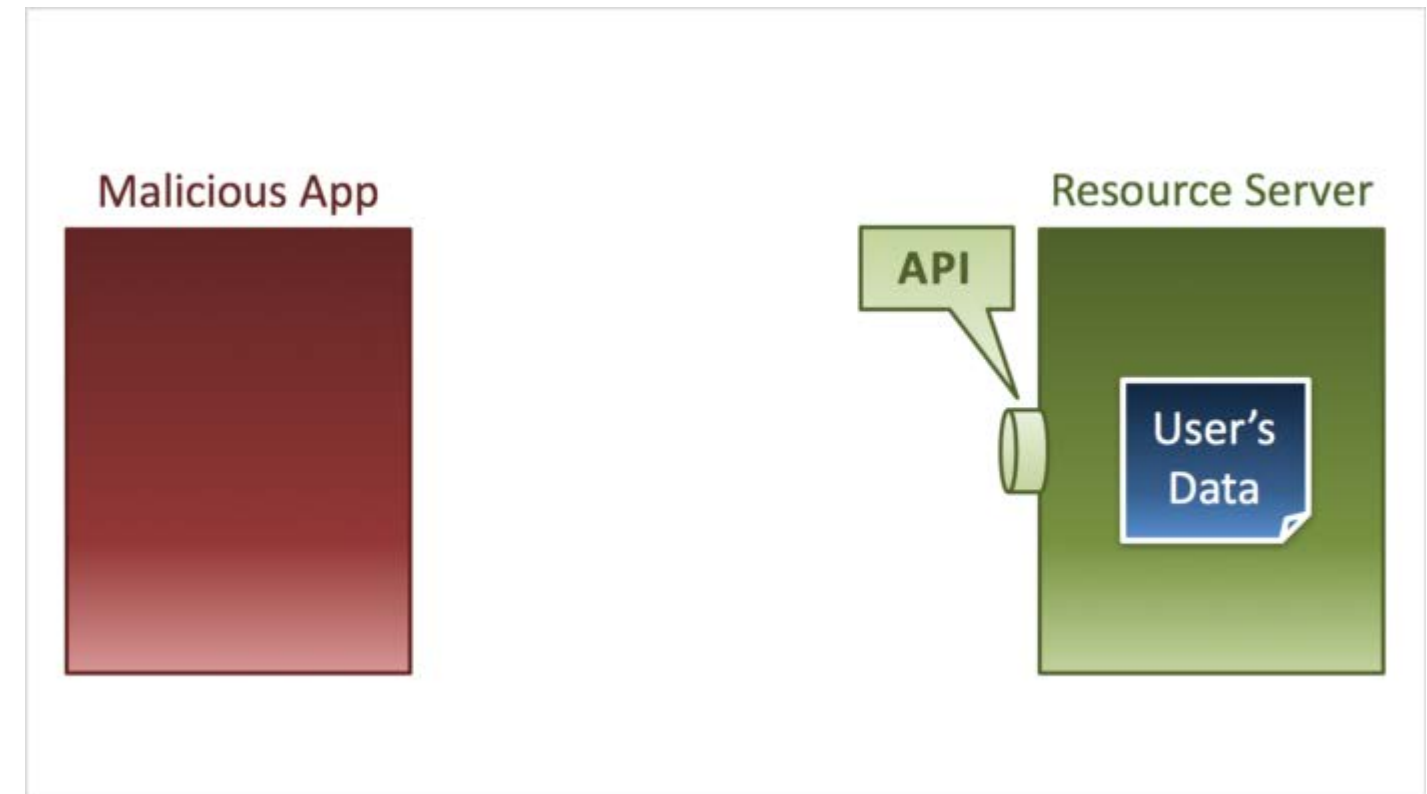 Malicious App
Resource Server
API
User's
Data